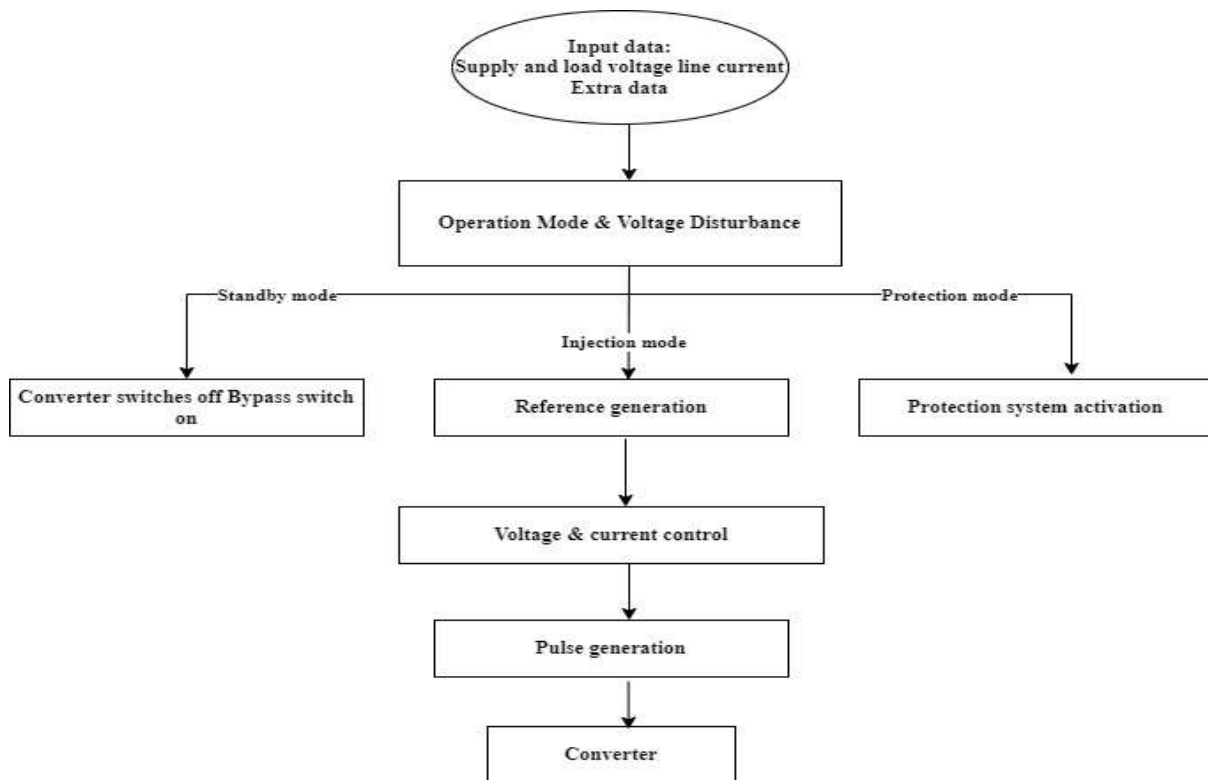 Input data:
Supply and load voltage line current
Extra data
Operation Mode & Voltage Disturbance
Standby mode
Protection mode
Injection mode
Converter switches off Bypass switch
on
Reference generation
Protection system activation
Voltage & current control
Pulse generation
Converter